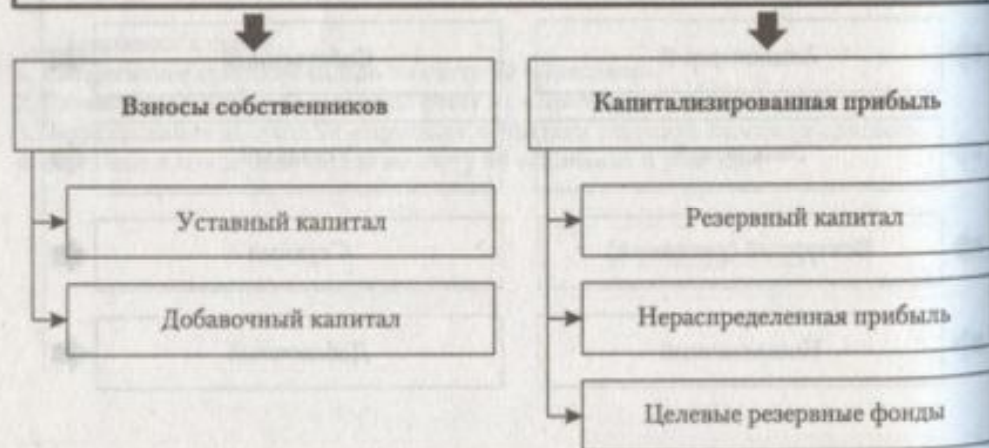 Взносы собственников
Уставный капитал
Добавочный капитал
Капитализированная прибыль
Резервный капитал
Нераспределенная прибыль
Целевые резервные фонды